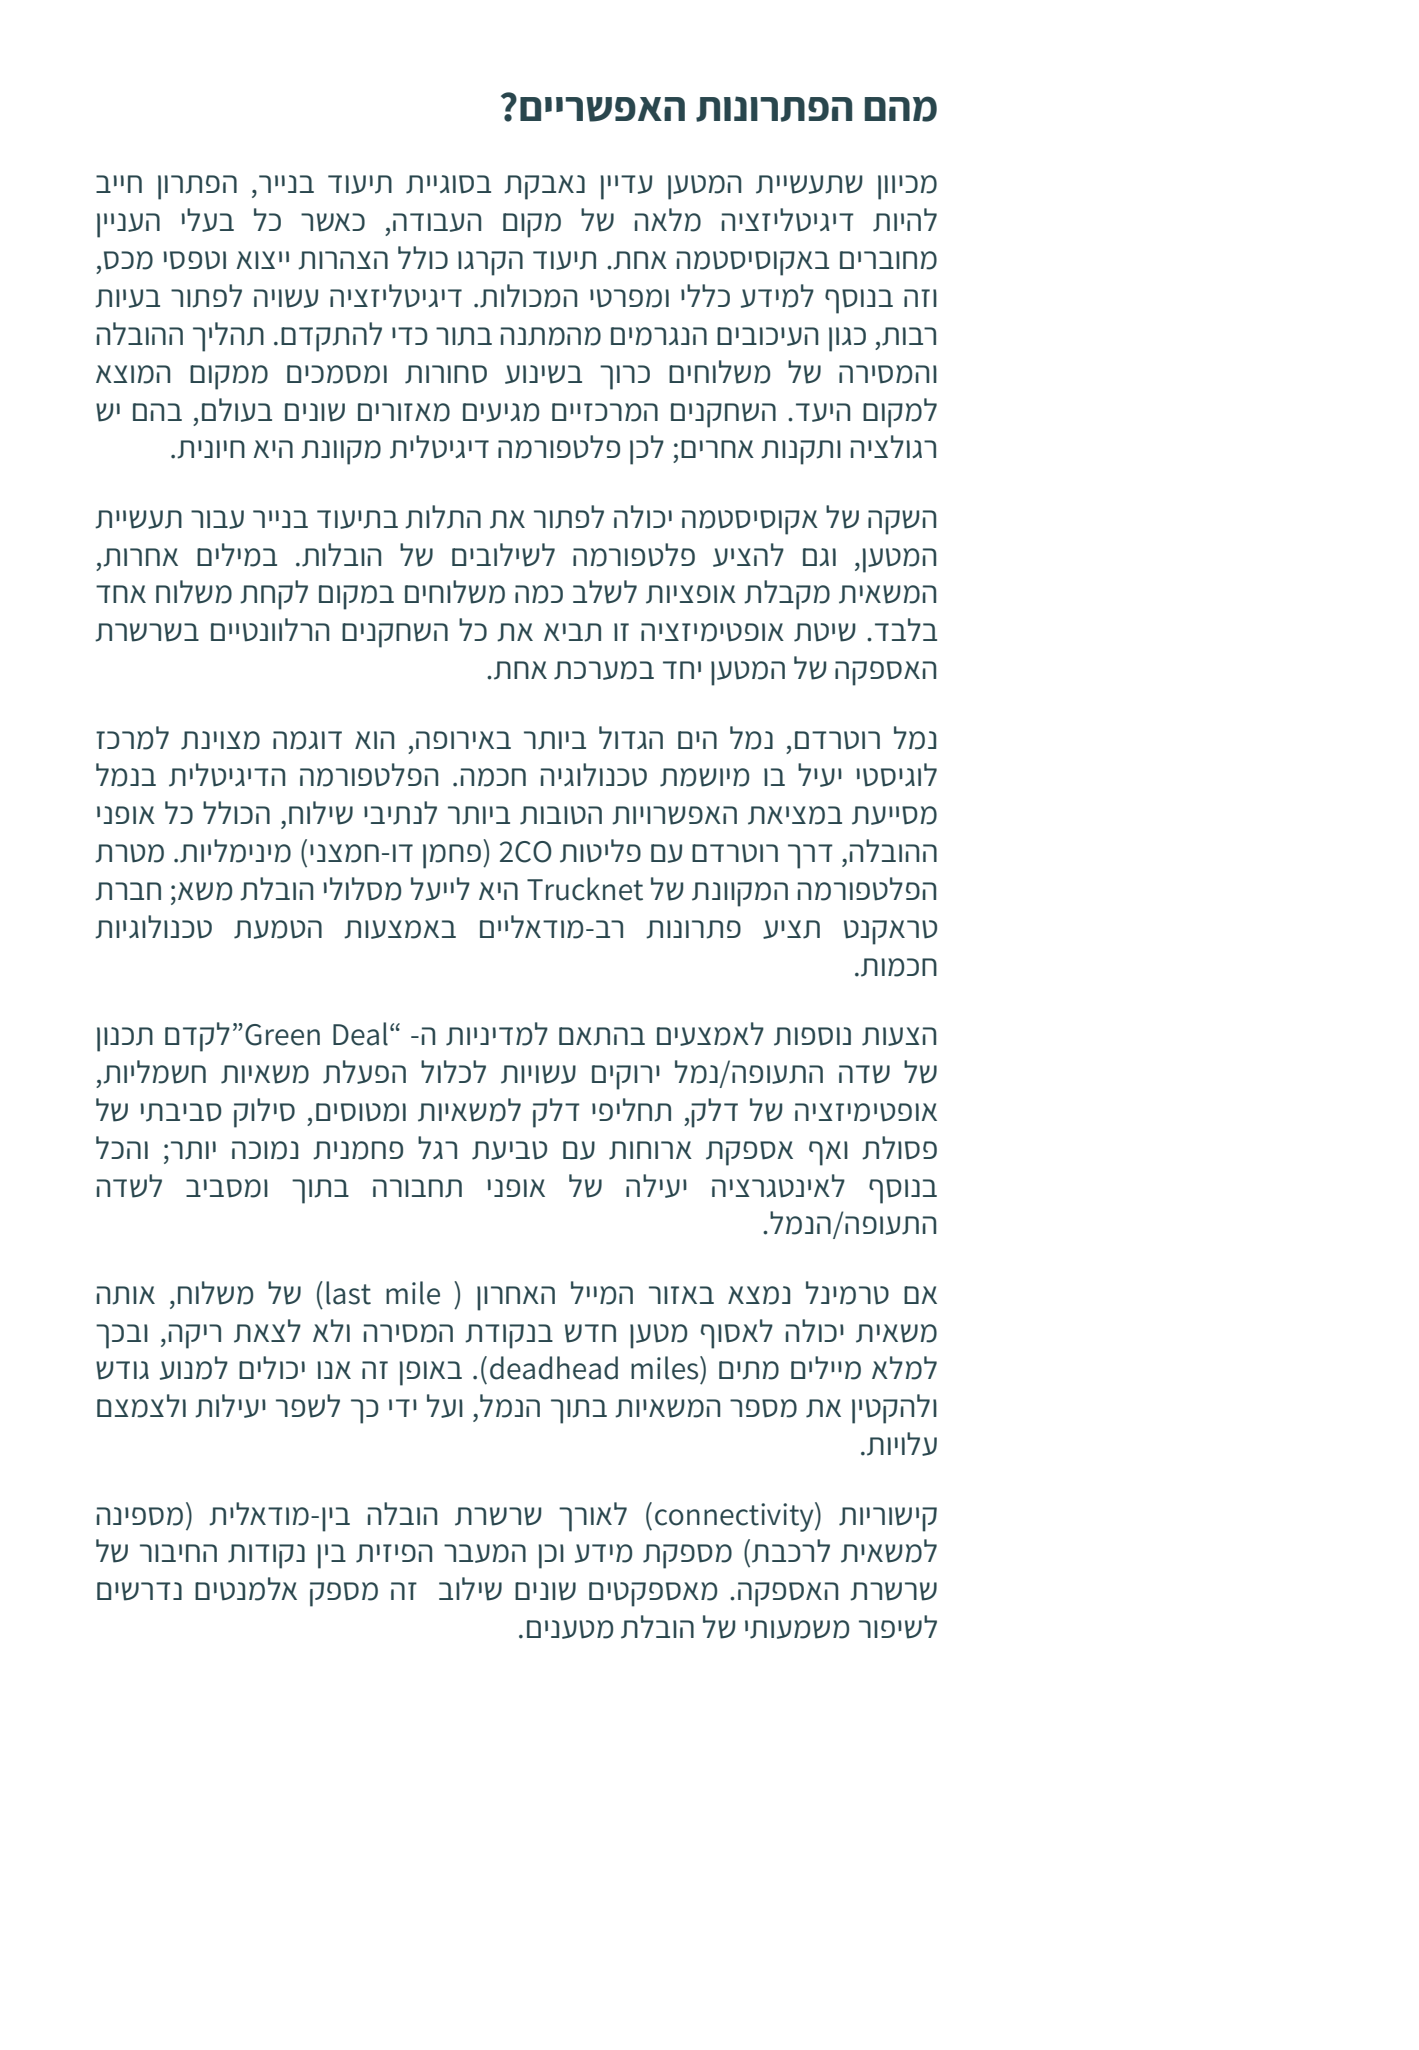 מהם הפתרונות האפשריים?
מכיוון שתעשיית המטען עדיין נאבקת בסוגיית תיעוד בנייר, הפתרון חייב
להיות דיגיטליזציה מלאה של מקום העבודה, כאשר כל בעלי העניין
מחוברים באקוסיסטמה אחת. תיעוד הקרגו כולל הצהרות ייצוא וטפסי מכס,
וזה בנוסף למידע כללי ומפרטי המכולות. דיגיטליזציה עשויה לפתור בעיות
רבות, כגון העיכובים הנגרמים מהמתנה בתור כדי להתקדם. תהליך ההובלה
והמסירה של משלוחים כרוך בשינוע סחורות ומסמכים ממקום המוצא
למקום היעד. השחקנים המרכזיים מגיעים מאזורים שונים בעולם, בהם יש
רגולציה ותקנות אחרים; לכן פלטפורמה דיגיטלית מקוונת היא חיונית.
השקה של אקוסיסטמה יכולה לפתור את התלות בתיעוד בנייר עבור תעשיית
המטען, וגם להציע פלטפורמה לשילובים של הובלות. במילים אחרות,
המשאית מקבלת אופציות לשלב כמה משלוחים במקום לקחת משלוח אחד
בלבד. שיטת אופטימיזציה זו תביא את כל השחקנים הרלוונטיים בשרשרת
האספקה של המטען יחד במערכת אחת.
נמל רוטרדם, נמל הים הגדול ביותר באירופה, הוא דוגמה מצוינת למרכז
לוגיסטי יעיל בו מיושמת טכנולוגיה חכמה. הפלטפורמה הדיגיטלית בנמל
מסייעת במציאת האפשרויות הטובות ביותר לנתיבי שילוח, הכולל כל אופני
ההובלה, דרך רוטרדם עם פליטות 2CO (פחמן דו-חמצני) מינימליות. מטרת
הפלטפורמה המקוונת של Trucknet היא לייעל מסלולי הובלת משא; חברת
טראקנט תציע פתרונות רב-מודאליים באמצעות הטמעת טכנולוגיות
חכמות.
הצעות נוספות לאמצעים בהתאם למדיניות ה- “Green Deal”לקדם תכנון
של שדה התעופה/נמל ירוקים עשויות לכלול הפעלת משאיות חשמליות,
אופטימיזציה של דלק, תחליפי דלק למשאיות ומטוסים, סילוק סביבתי של
פסולת ואף אספקת ארוחות עם טביעת רגל פחמנית נמוכה יותר; והכל
בנוסף לאינטגרציה יעילה של אופני תחבורה בתוך ומסביב לשדה
התעופה/הנמל.
אם טרמינל נמצא באזור המייל האחרון ( last mile) של משלוח, אותה
משאית יכולה לאסוף מטען חדש בנקודת המסירה ולא לצאת ריקה, ובכך
למלא מיילים מתים (deadhead miles). באופן זה אנו יכולים למנוע גודש
ולהקטין את מספר המשאיות בתוך הנמל, ועל ידי כך לשפר יעילות ולצמצם
עלויות.
קישוריות (connectivity) לאורך שרשרת הובלה בין-מודאלית (מספינה
למשאית לרכבת) מספקת מידע וכן המעבר הפיזית בין נקודות החיבור של
שרשרת האספקה. מאספקטים שונים שילוב  זה מספק אלמנטים נדרשים
לשיפור משמעותי של הובלת מטענים.